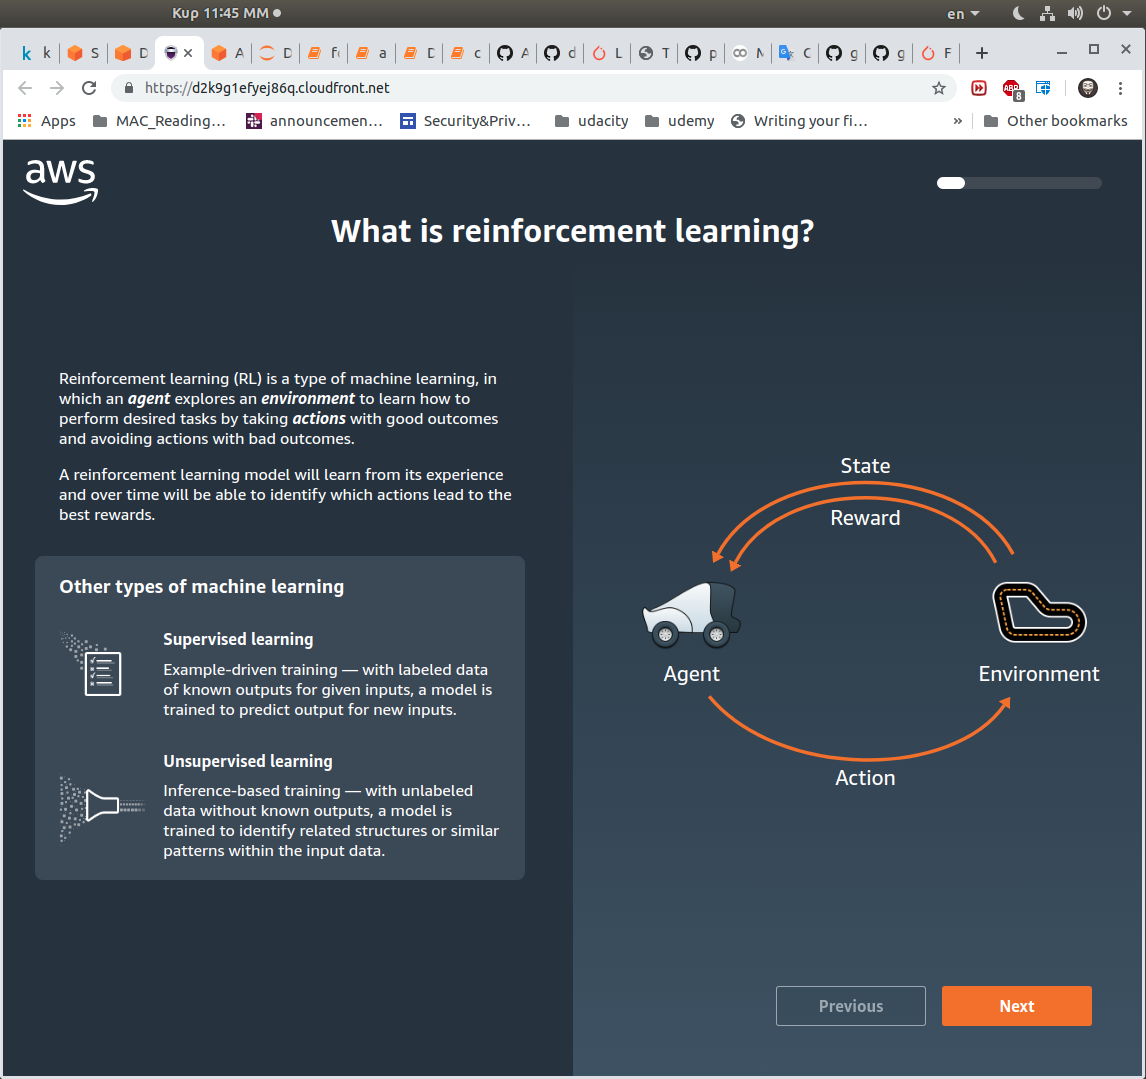 Κυρ 11:45 ΜΜ
en
k
S
D
A
D
fo
a
D
c
A
d
L
T
p
N
C
g
g
F
https://d2k9g1efyej86q.cloudfront.net
ABP
8
Apps
MAC_Reading...
announcemen...
Security&Priv...
udacity
udemy
Writing your fi...
»
Other bookmarks
aws
What is reinforcement learning?
Reinforcement learning (RL) is a type of machine learning, in
which an agent explores an environment to learn how to
perform desired tasks by taking actions with good outcomes
and avoiding actions with bad outcomes.
A reinforcement learning model will learn from its experience
and over time will be able to identify which actions lead to the
best rewards.
Other types of machine learning
Supervised learning
Example-driven training — with labeled data
of known outputs for given inputs, a model is
trained to predict output for new inputs.
Unsupervised learning
Inference-based training — with unlabeled
data without known outputs, a model is
trained to identify related structures or similar
patterns within the input data.
State
Reward
Agent
Environment
Action
Previous
Next